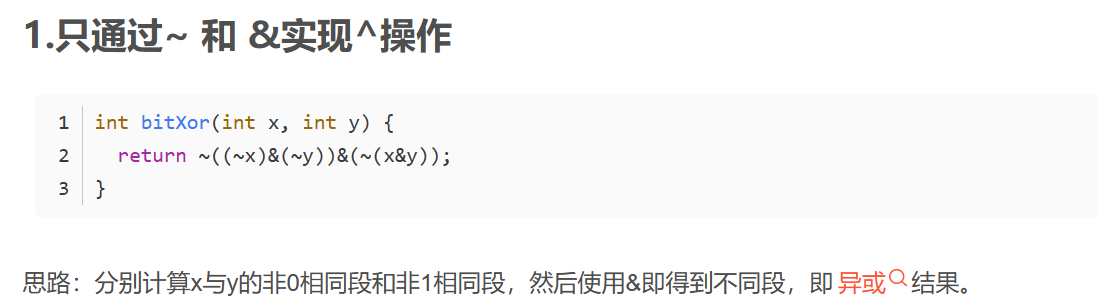 1.只通过~ 和 &实现^操作
1 int bitXor(int x, int y) {
2   return ~((~x)&(~y))&(~(x&y));
3 }
思路：分别计算x与y的非0相同段和非1相同段，然后使用&即得到不同段，即 异或 结果。